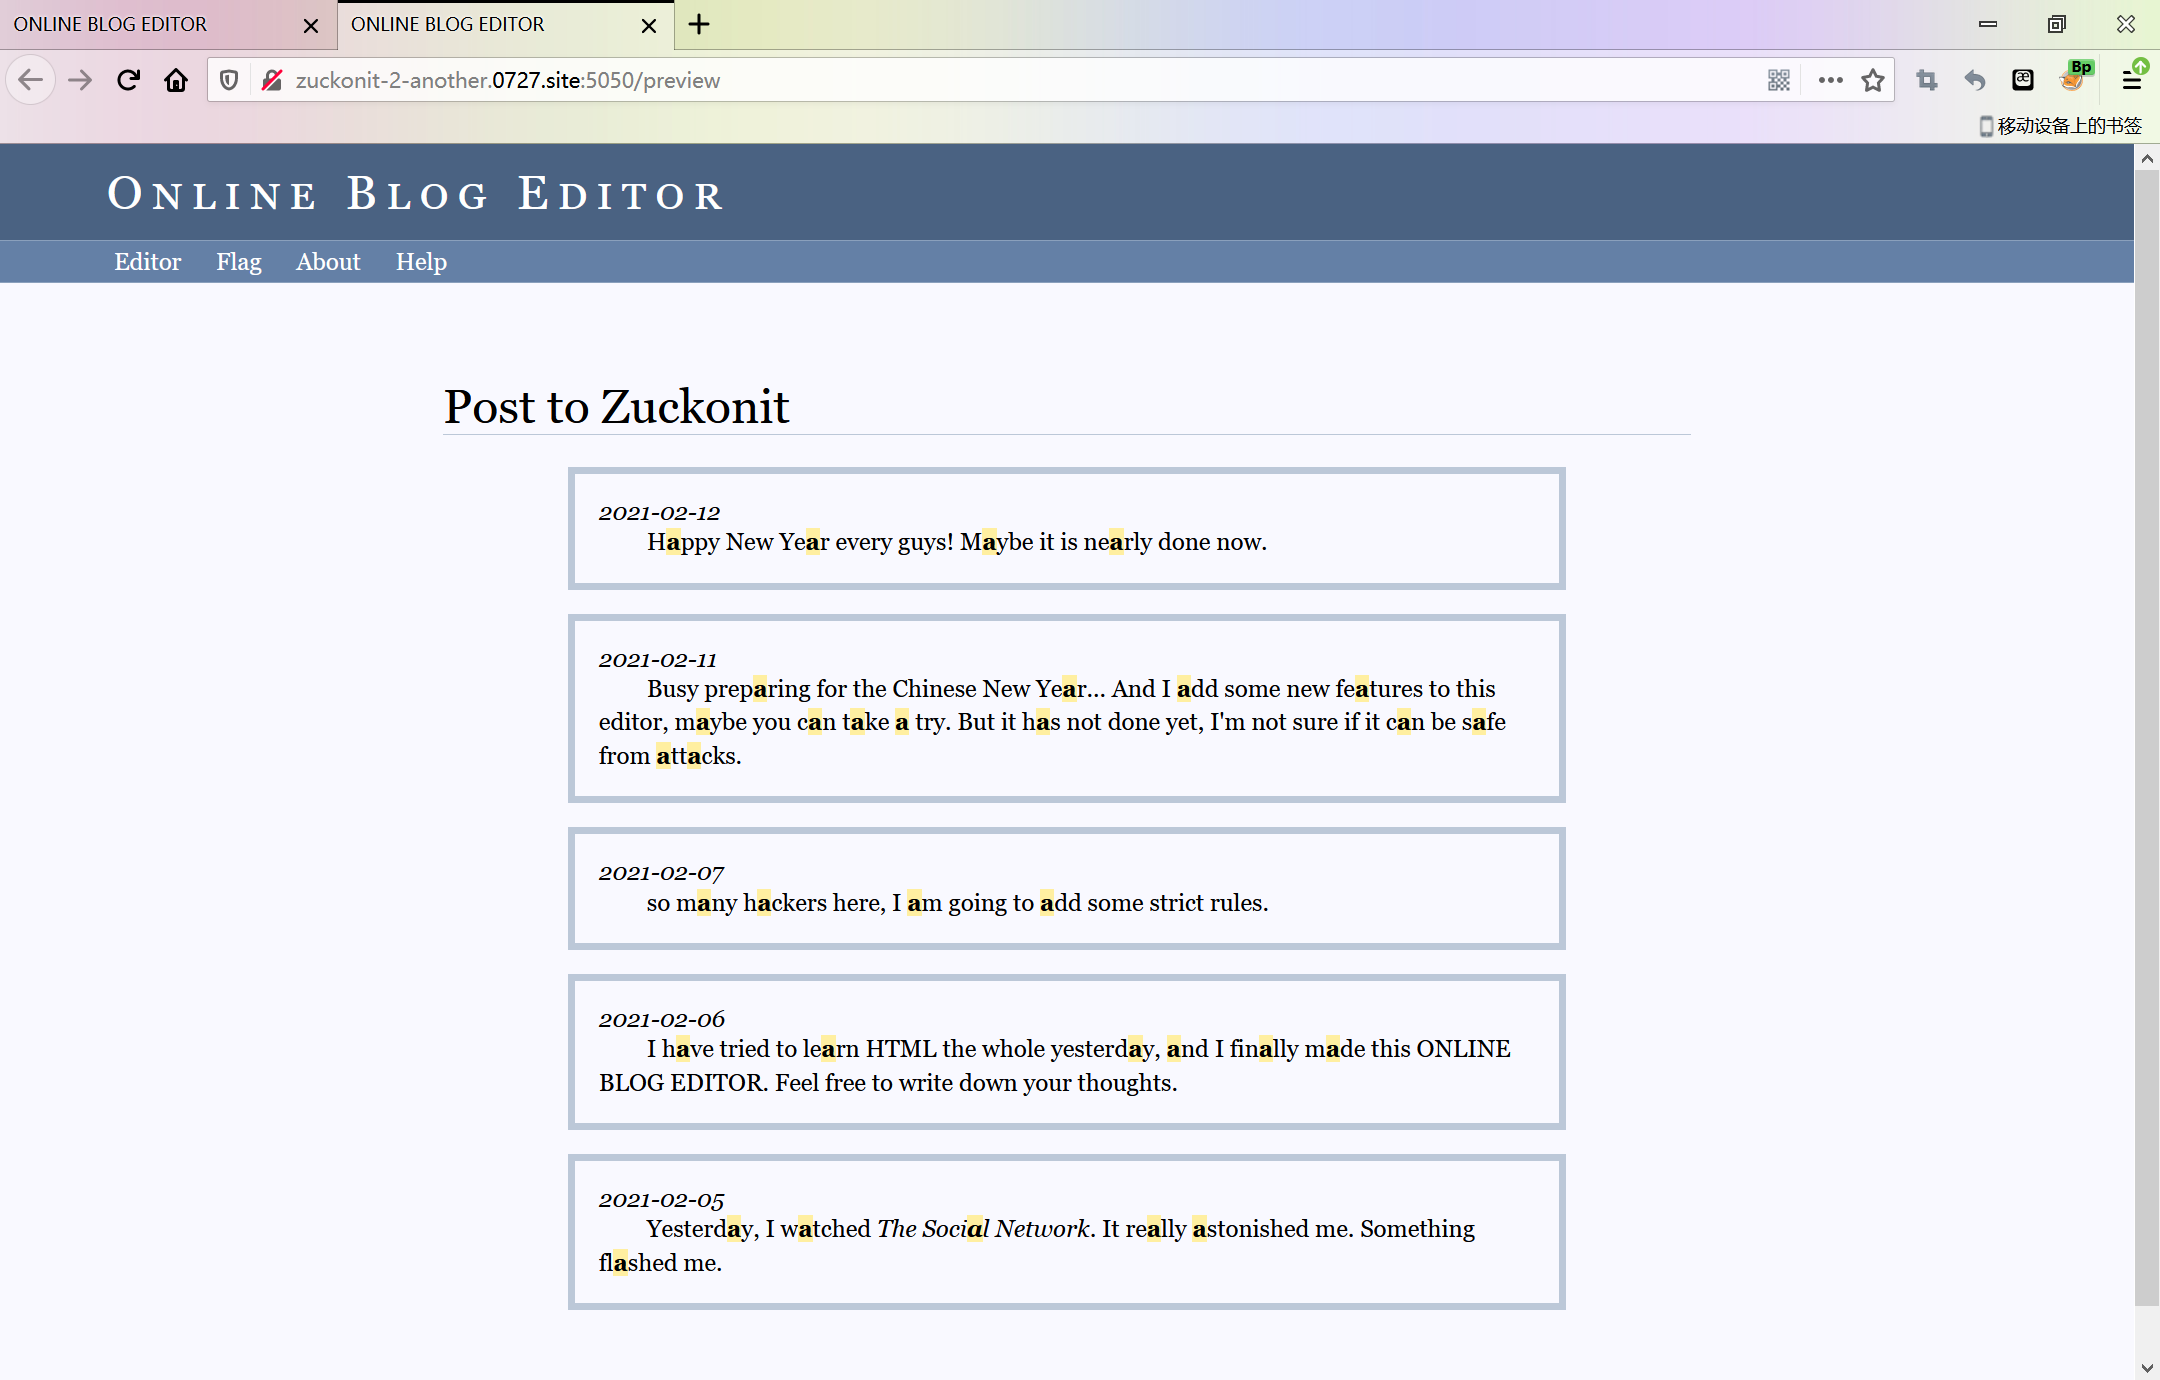 ONLINE BLOG EDITOR
ONLINE BLOG EDITOR
zuckonit-2-another.0727.site:5050/preview
Bp
移动设备上的书签
ONLINE BLOG EDITOR
Editor Flag About Help
Post to Zuckonit
2021-02-12
Happy New Year every guys! Maybe it is nearly done now.
2021-02-11
Busy preparing for the Chinese New Year... And I add some new features to this
editor, maybe you can take a try. But it has not done yet, I'm not sure if it can be safe
from attacks.
2021-02-07
so many hackers here, I am going to add some strict rules.
2021-02-06
I have tried to learn HTML the whole yesterday, and I finally made this ONLINE
BLOG EDITOR. Feel free to write down your thoughts.
2021-02-05
Yesterday, I watched The Social Network. It really astonished me. Something
flashed me.